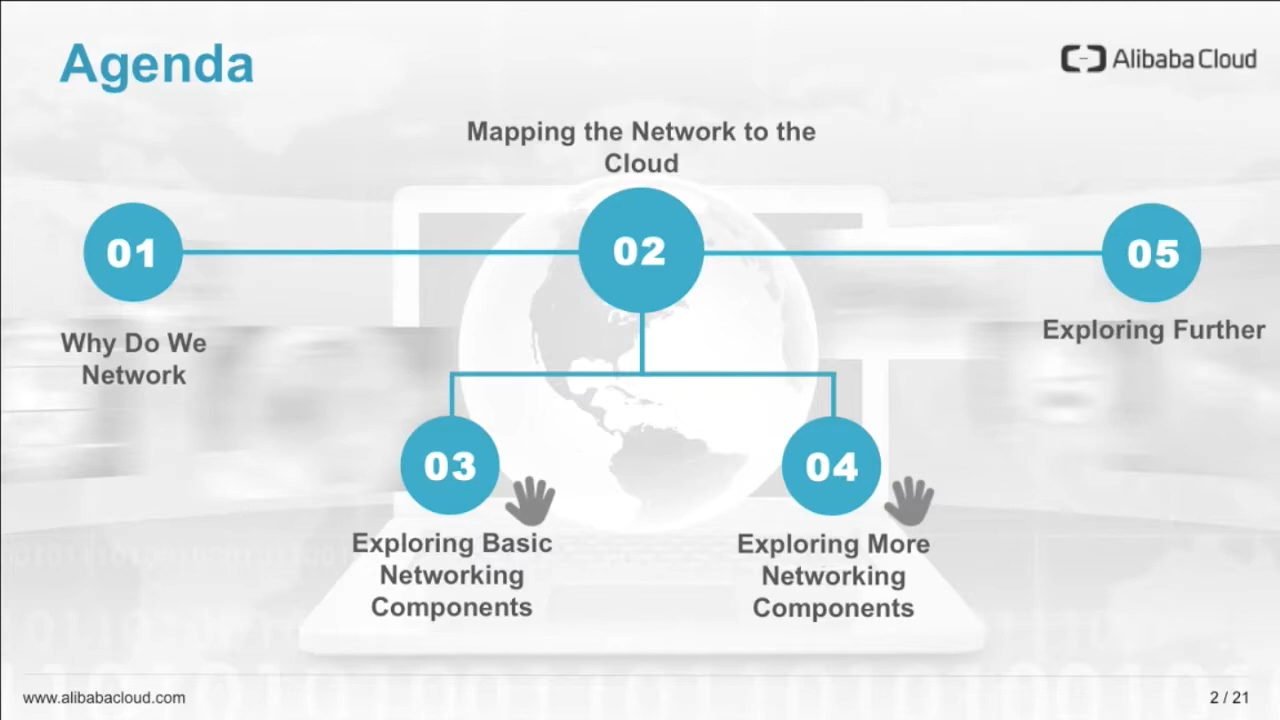 Agenda
Alibaba Cloud
Mapping the Network to the
Cloud
01
02
05
Why Do We
Network
Exploring Further
03
04
Exploring Basic
Networking
Components
Exploring More
Networking
Components
www.alibabacloud.com
2 / 21